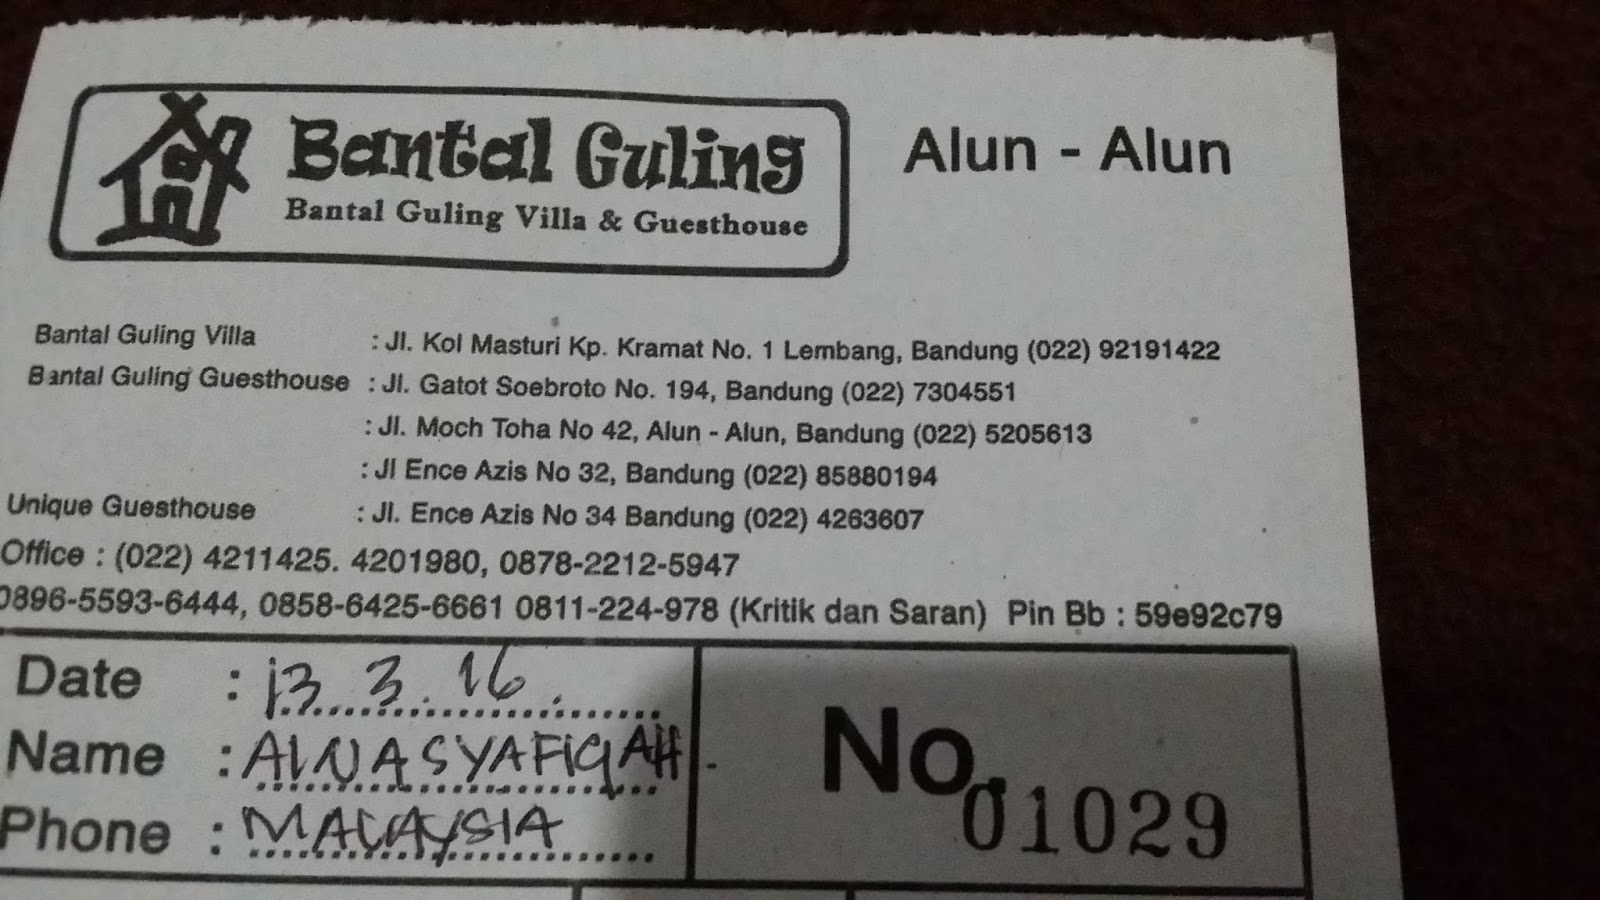 Bantal Guling
Bantal Guling Villa & Guesthouse
Alun - Alun
Bantal Guling Villa : Jl. Kol Masturi Kp. Kramat No. 1 Lembang, Bandung (022) 92191422
Bantal Guling Guesthouse : Jl. Gatot Soebroto No. 194, Bandung (022) 7304551
: Jl. Moch Toha No 42, Alun - Alun, Bandung (022) 5205613
: Jl Ence Azis No 32, Bandung (022) 85880194
Unique Guesthouse : Jl. Ence Azis No 34 Bandung (022) 4263607
Office : (022) 4211425. 4201980, 0878-2212-5947
0896-5593-6444, 0858-6425-6661 0811-224-978 (Kritik dan Saran) Pin Bb : 59e92c79
Date : 13.3.16.
Name : AINA SYAFIQAH -
Phone : MALAYSIA
No. 01029